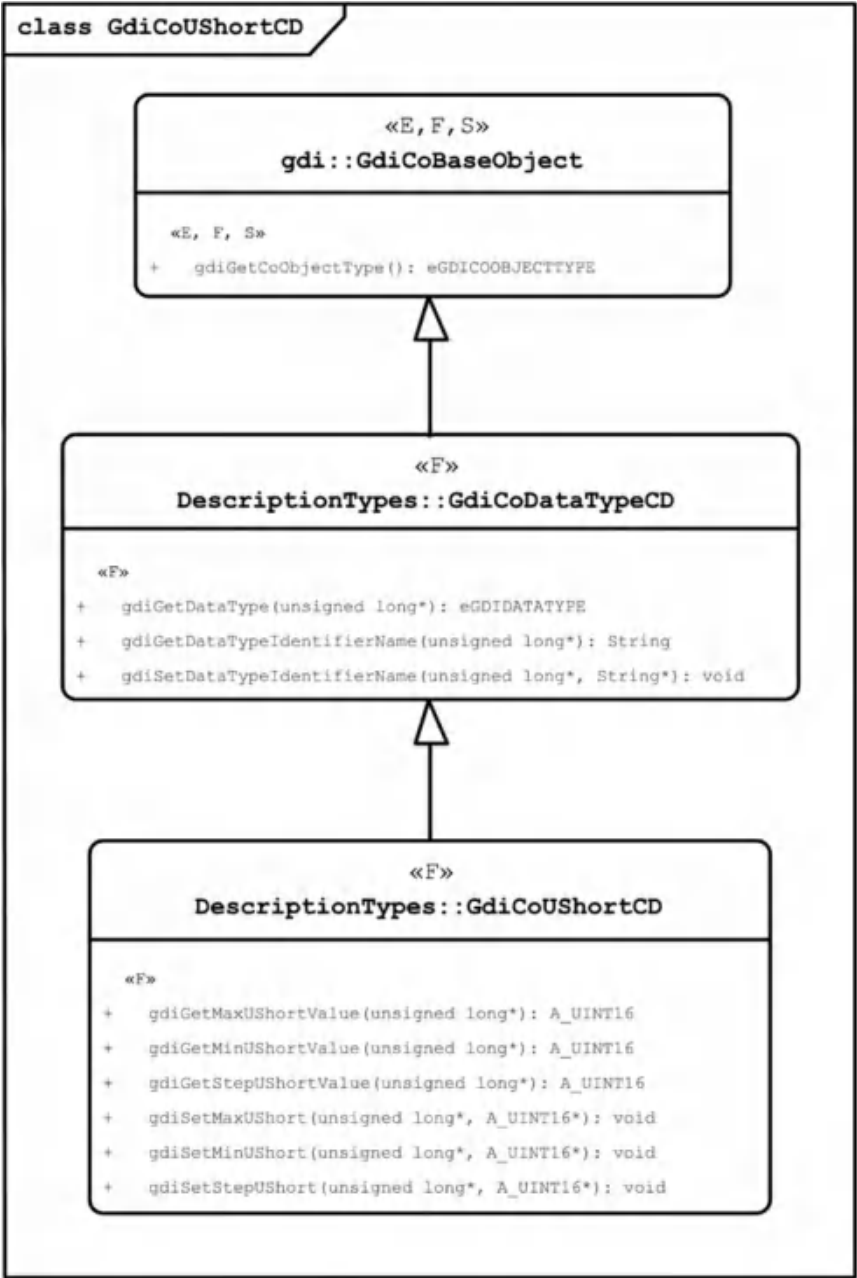 class GdiCoUShortCD
«E,F,S»
gdi::GdiCoBaseObject
«E, F, S»
+ gdiGetCoObjectType(): eGDICOOBJECTTYPE
«F»
DescriptionTypes::GdiCoDataTypeCD
«F»
+ gdiGetDataType(unsigned long*): eGDIDATATYPE
+ gdiGetDataTypeIdentifierName(unsigned long*): String
+ gdiSetDataTypeIdentifierName(unsigned long*, String*): void
«F»
DescriptionTypes::GdiCoUShortCD
«F»
+ gdiGetMaxUShortValue(unsigned long*): A_UINT16
+ gdiGetMinUShortValue(unsigned long*): A_UINT16
+ gdiGetStepUShortValue(unsigned long*): A_UINT16
+ gdiSetMaxUShort(unsigned long*, A_UINT16*): void
+ gdiSetMinUShort(unsigned long*, A_UINT16*): void
+ gdiSetStepUShort(unsigned long*, A_UINT16*): void